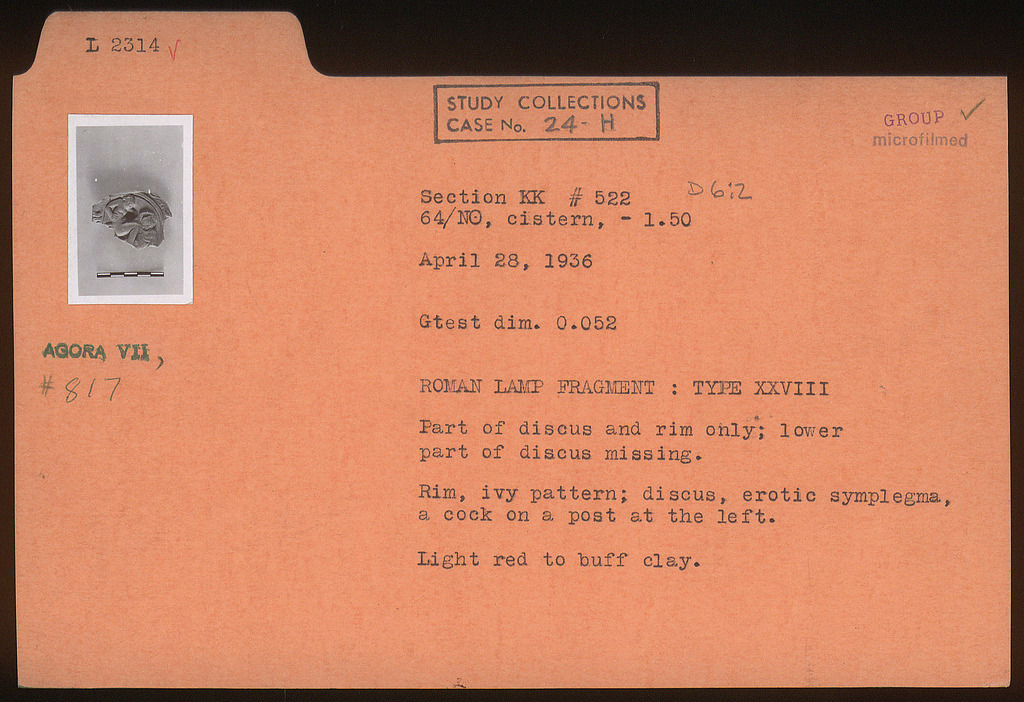 L 2314 √
STUDY COLLECTIONS
CASE No. 24-H
GROUP ✓
microfilmed
Section KK # 522 D 6:2
64/NO, cistern, - 1.50
April 28, 1936
Gtest dim. 0.052
AGORA VII,
# 817
ROMAN LAMP FRAGMENT : TYPE XXVIII
Part of discus and rim only; lower
part of discus missing.
Rim, ivy pattern; discus, erotic symplegma,
a cock on a post at the left.
Light red to buff clay.